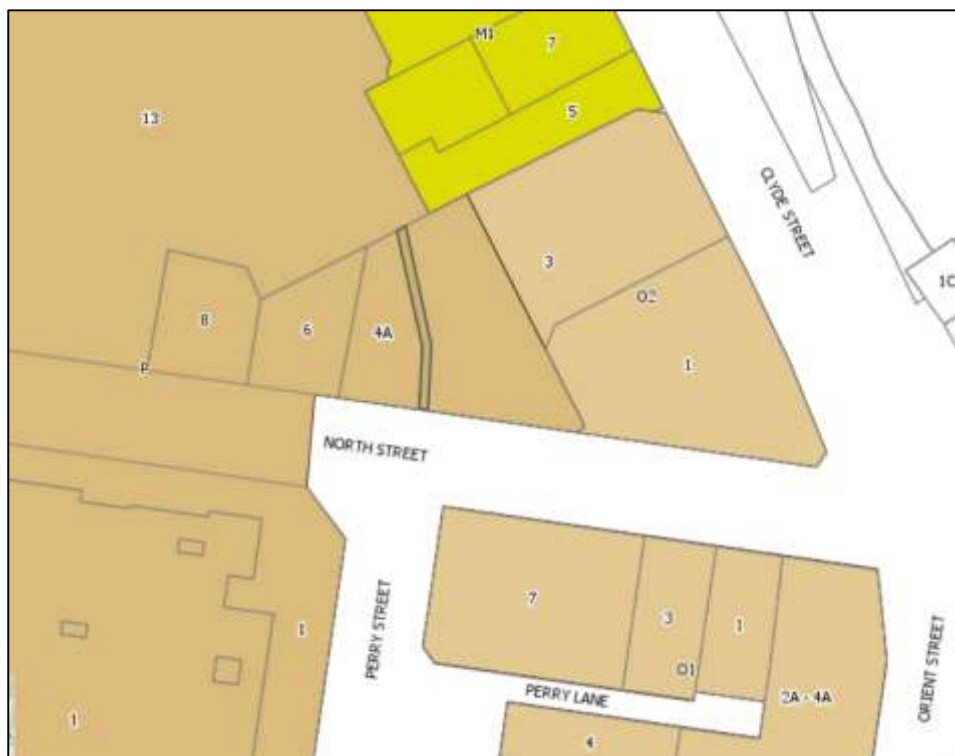 M1
7
5
13
CLYDE STREET
3
O2
10
8
6
4A
1
P
NORTH STREET
7
3
1
PERRY STREET
1
O1
2A - 4A
ORIENT STREET
PERRY LANE
1
4